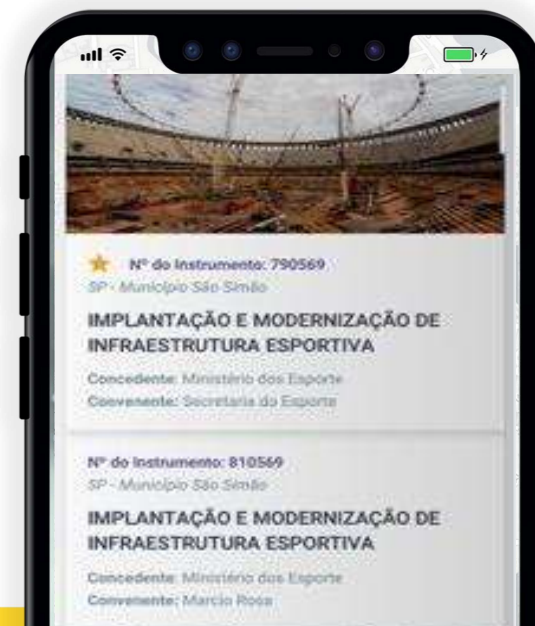 Nº do Instrumento: 790569
SP - Município São Simão
IMPLANTAÇÃO E MODERNIZAÇÃO DE
INFRAESTRUTURA ESPORTIVA
Concedente: Ministério dos Esporte
Convenente: Secretaria do Esporte
Nº do Instrumento: 810569
SP - Município São Simão
IMPLANTAÇÃO E MODERNIZAÇÃO DE
INFRAESTRUTURA ESPORTIVA
Concedente: Ministério dos Esporte
Convenente: Marcio Rosa